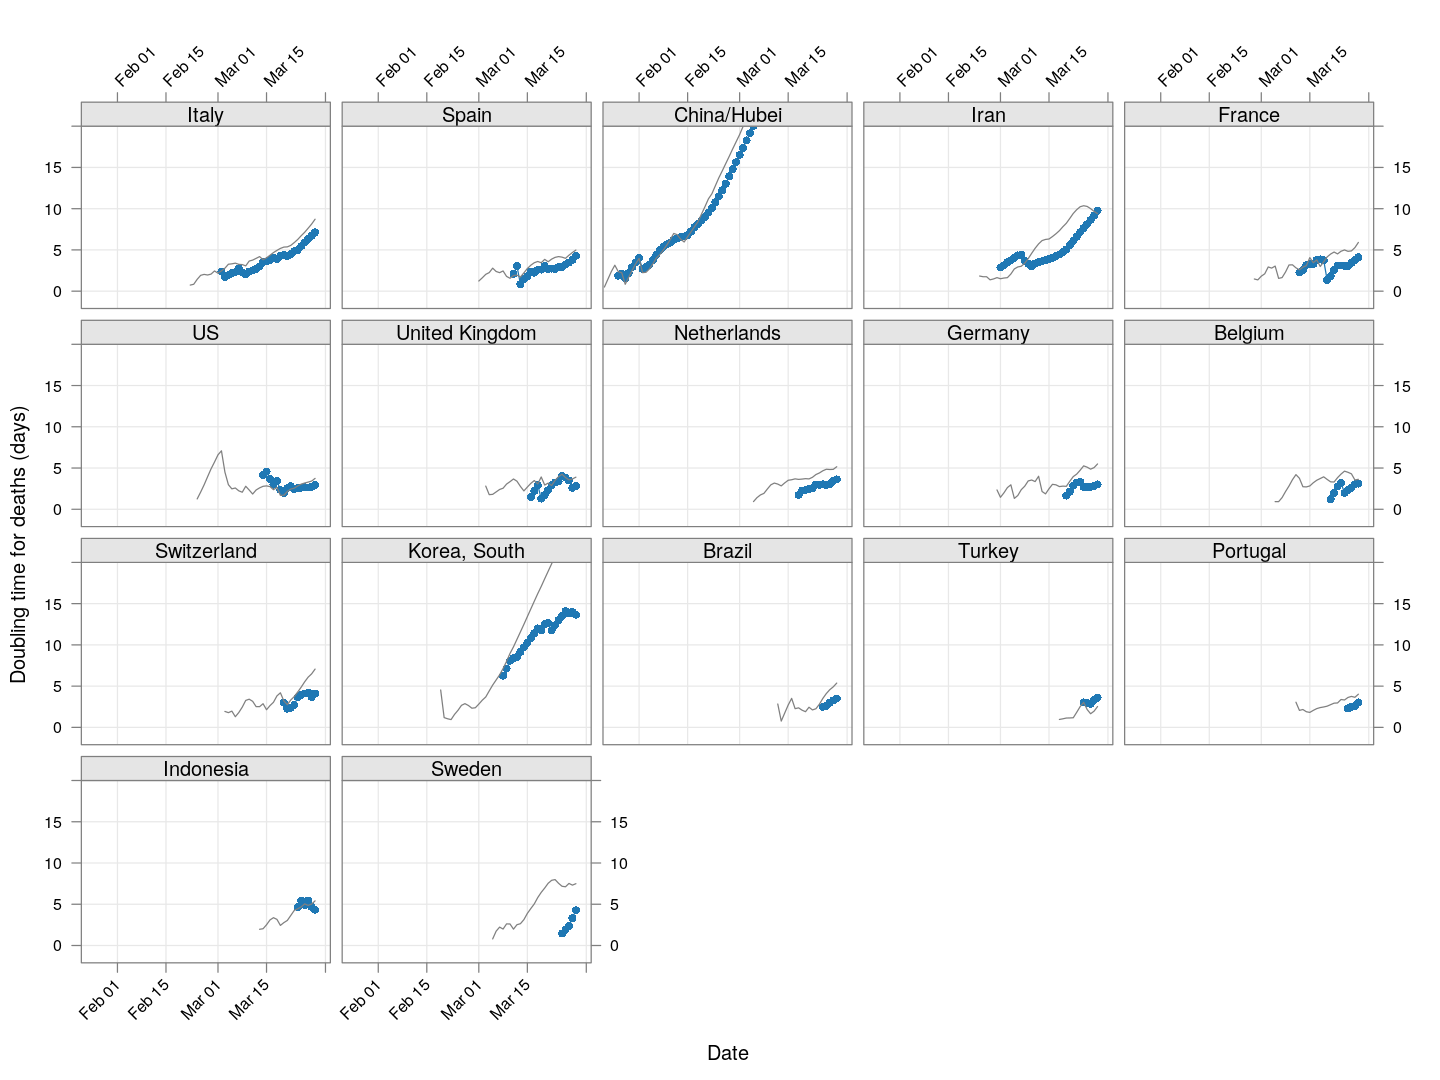 Feb 01 Feb 15 Mar 01 Mar 15 Feb 01 Feb 15 Mar 01 Mar 15 Feb 01 Feb 15 Mar 01 Mar 15 Feb 01 Feb 15 Mar 01 Mar 15 Feb 01 Feb 15 Mar 01 Mar 15
Italy Spain China/Hubei Iran France
15 15
10 10
5 5
0 0
US United Kingdom Netherlands Germany Belgium
15 15
10 10
5 5
0 0
Switzerland Korea, South Brazil Turkey Portugal
15 15
10 10
5 5
0 0
Indonesia Sweden
15 15
10 10
5 5
0 0
Feb 01 Feb 15 Mar 01 Mar 15 Feb 01 Feb 15 Mar 01 Mar 15
Doubling time for deaths (days)
Date